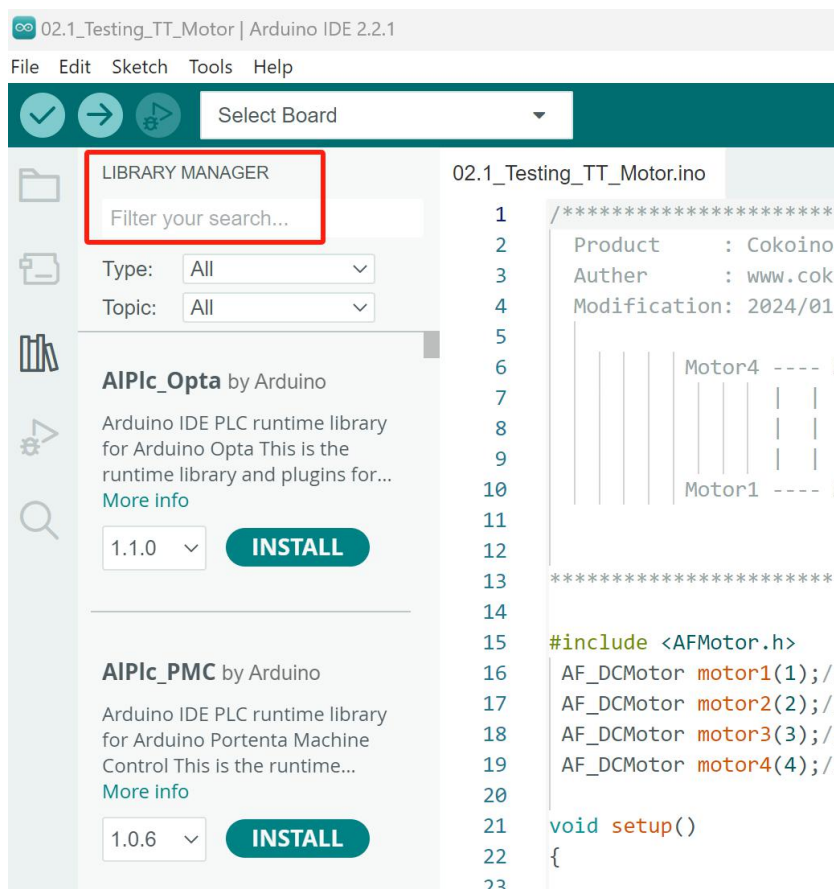 02.1_Testing_TT_Motor | Arduino IDE 2.2.1
File Edit Sketch Tools Help
Select Board
LIBRARY MANAGER
Filter your search...
Type: All
Topic: All
AlPlc_Opta by Arduino
Arduino IDE PLC runtime library
for Arduino Opta This is the
runtime library and plugins for...
More info
1.1.0 INSTALL
AlPlc_PMC by Arduino
Arduino IDE PLC runtime library
for Arduino Portenta Machine
Control This is the runtime...
More info
1.0.6 INSTALL
02.1_Testing_TT_Motor.ino
1 /***********************
2 Product : Cokoino
3 Auther : www.cok
4 Modification: 2024/01
5
6 Motor4 ----
7 | |
8 | |
9 | |
10 Motor1 ----
11
12
13 ***********************
14
15 #include <AFMotor.h>
16 AF_DCMotor motor1(1);/
17 AF_DCMotor motor2(2);/
18 AF_DCMotor motor3(3);/
19 AF_DCMotor motor4(4);/
20
21 void setup()
22 {
23